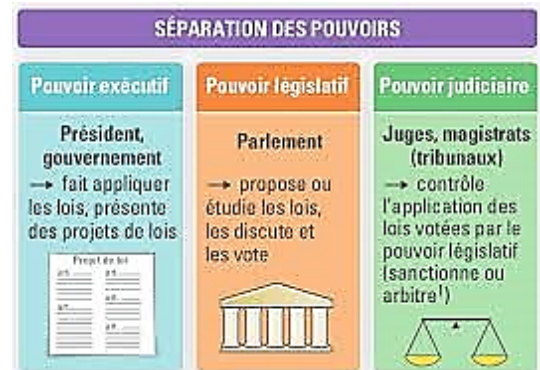 SÉPARATION DES POUVOIRS
Pouvoir exécutif
Président,
gouvernement
→ fait appliquer
les lois, présente
des projets de lois
Projet de loi
Pouvoir législatif
Parlement
→ propose ou
étudie les lois,
les discute et
les vote
Pouvoir judiciaire
Juges, magistrats
(tribunaux)
→ contrôle
l'application des
lois votées par le
pouvoir législatif
(sanctionne ou
arbitre¹)